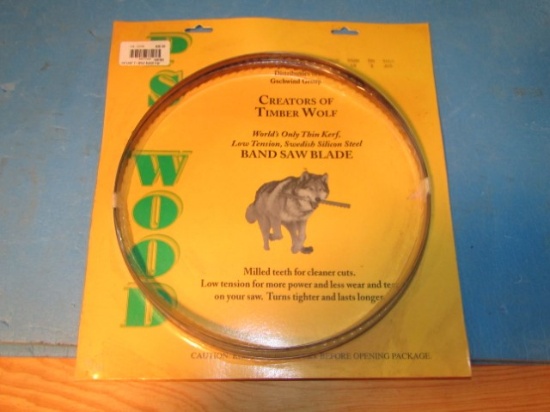 PS
WOOD
CREATORS OF
TIMBER WOLF
World's Only Thin Kerf,
Low Tension, Swedish Silicon Steel
BAND SAW BLADE
Milled teeth for cleaner cuts.
Low tension for more power and less wear and
on your saw. Turns tighter and lasts longer
CAUTION BEFORE OPENING PACKAGE.